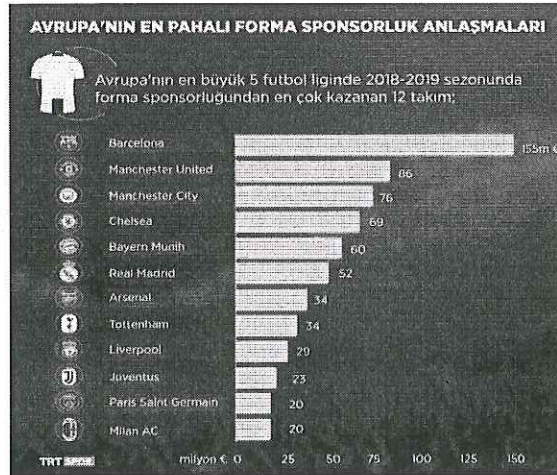 AVRUPA'NIN EN PAHALI FORMA SPONSORLUK ANLAŞMALARI
Avrupa'nın en büyük 5 futbol liginde 2018-2019 sezonunda
forma sponsorluğundan en çok kazanan 12 takım;
Barcelona 155m €
Manchester United 86
Manchester City 76
Chelsea 69
Bayern Munih 60
Real Madrid 52
Arsenal 34
Tottenham 34
Liverpool 29
Juventus 23
Paris Saint Germain 20
Milan AC 20
TRT SPOR milyon € 0 25 50 75 100 125 150